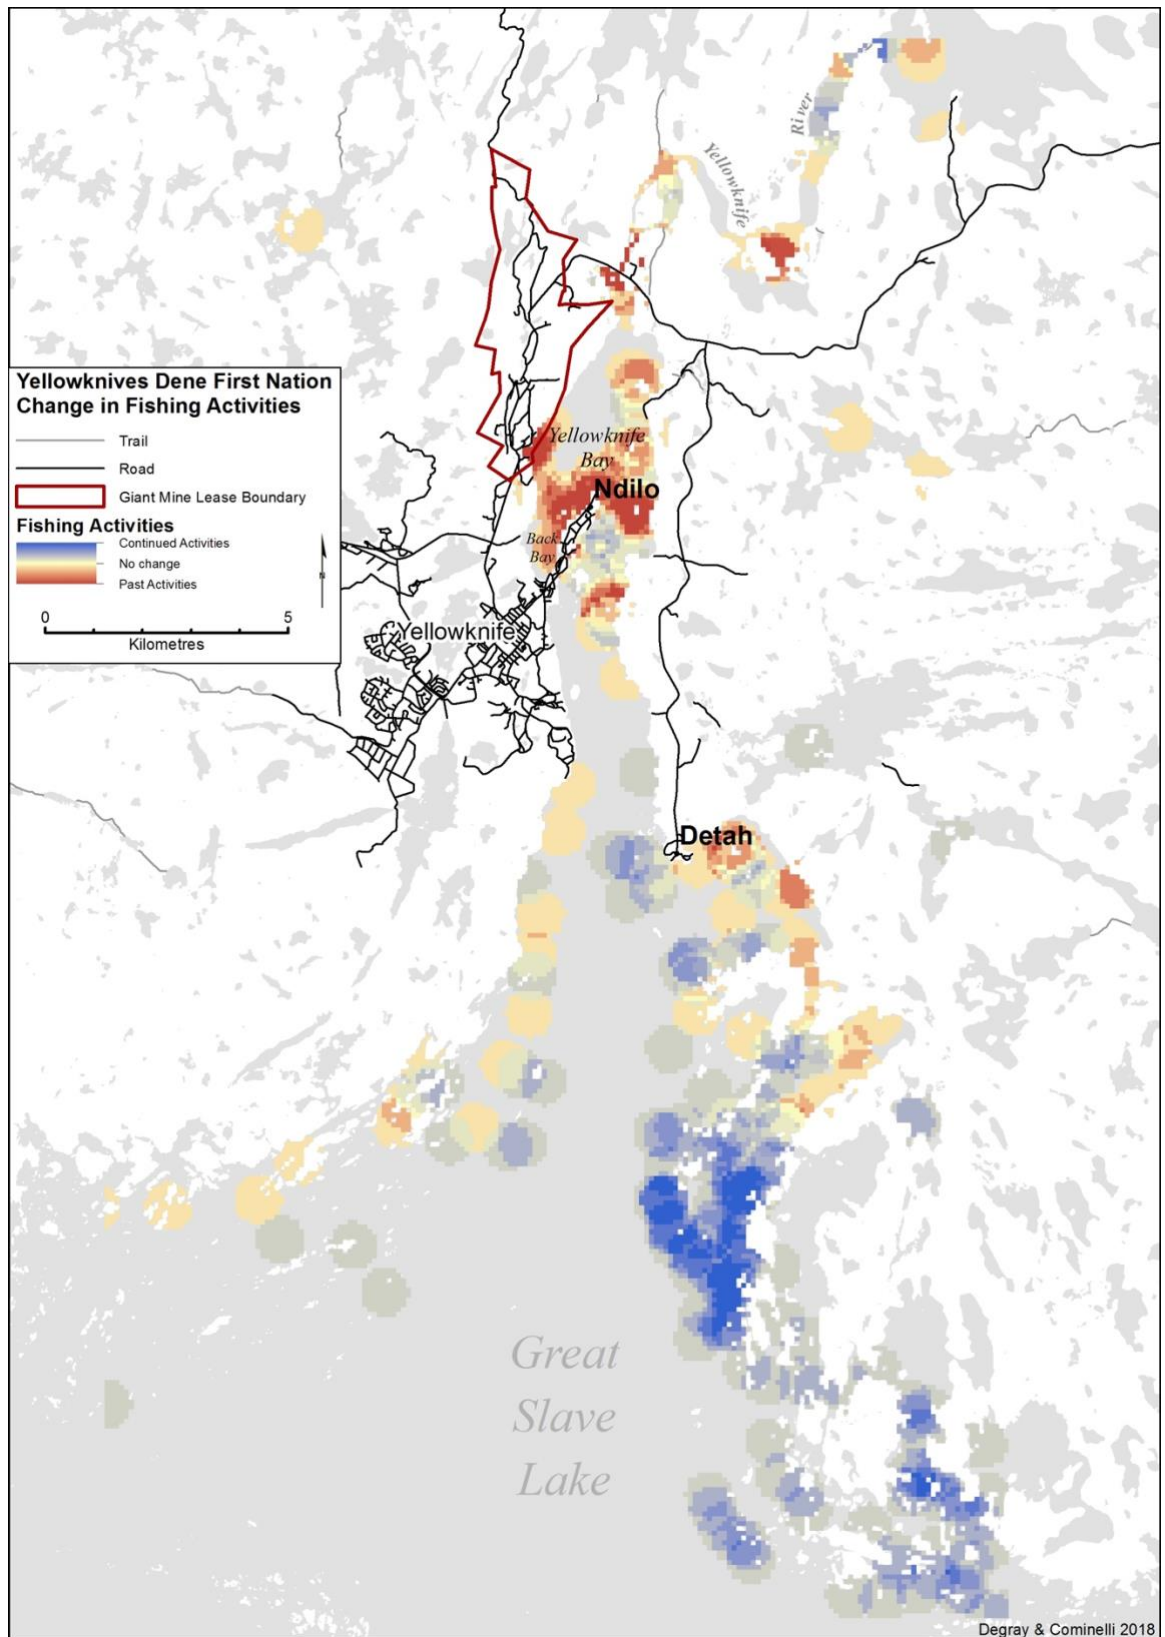 River
Yellowknife
Yellowknives Dene First Nation
Change in Fishing Activities
Trail
Road
Giant Mine Lease Boundary
Fishing Activities
Continued Activities
No change
Past Activities
0 5
Kilometres
Yellowknife
Bay
Ndilo
Back
Bay
Yellowknife
Detah
Great
Slave
Lake
Degray & Cominelli 2018